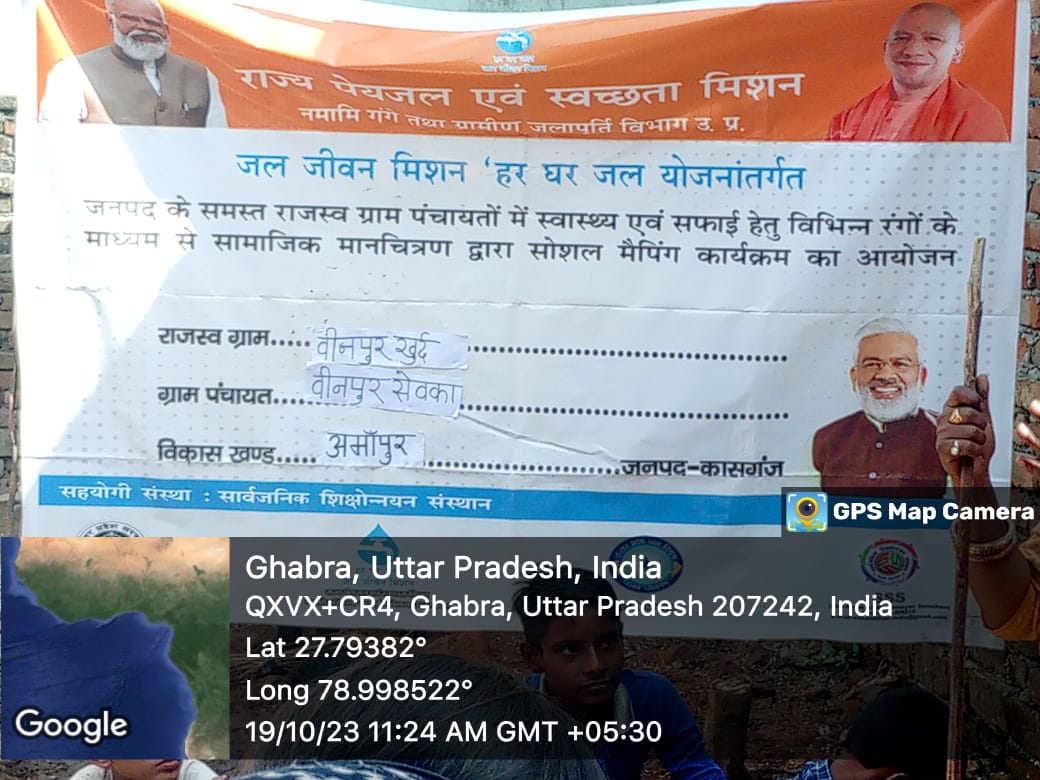 राज्य पेयजल एवं स्वच्छता मिशन
नमामि गंगे तथा ग्रामीण जलापूर्ति विभाग उ. प्र.
जल जीवन मिशन 'हर घर जल योजनांतर्गत
जनपद के समस्त राजस्व ग्राम पंचायतों में स्वास्थ्य एवं सफाई हेतु विभिन्न रंगों के
माध्यम से सामाजिक मानचित्रण द्वारा सोशल मैपिंग कार्यक्रम का आयोजन
राजस्व ग्राम..... वीनपुर खुर्द
ग्राम पंचायत..... वीनपुर सेवका
विकास खण्ड...... अमॉपुर ........................ जनपद-कासगंज
सहयोगी संस्था : सार्वजनिक शिक्षोन्नयन संस्थान
GPS Map Camera
Ghabra, Uttar Pradesh, India
QXVX+CR4, Ghabra, Uttar Pradesh 207242, India
Lat 27.79382°
Long 78.998522°
19/10/23 11:24 AM GMT +05:30
Google